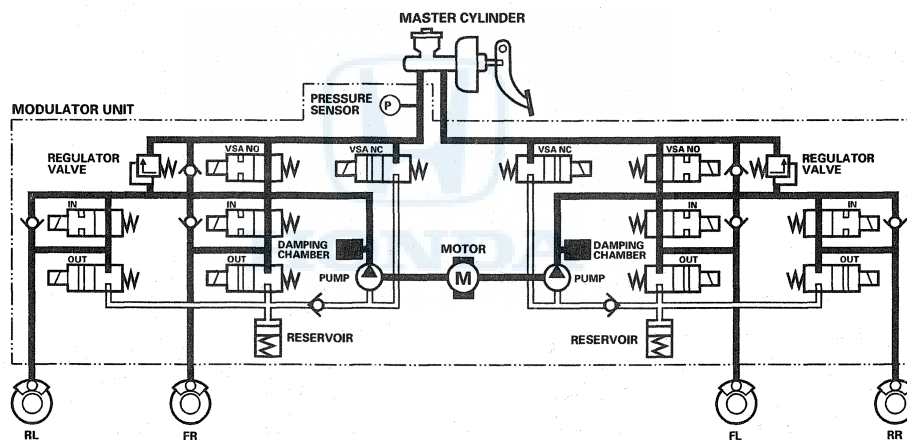 MASTER CYLINDER
PRESSURE
SENSOR
P
MODULATOR UNIT
REGULATOR
VALVE
VSA NO
VSA NC
VSA NC
VSA NO
REGULATOR
VALVE
IN
IN
IN
IN
HONDA
DAMPING
CHAMBER
MOTOR
DAMPING
CHAMBER
OUT
OUT
PUMP
M
PUMP
OUT
OUT
RESERVOIR
RESERVOIR
RL
FR
FL
RR